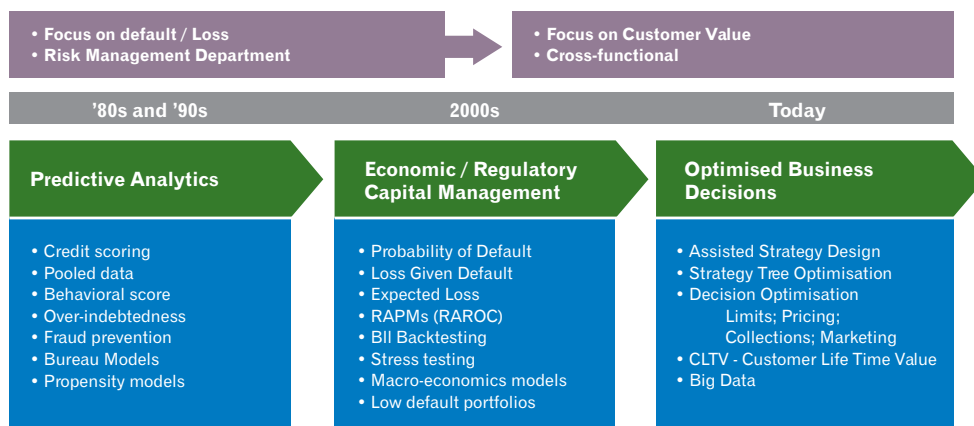 • Focus on default / Loss
• Risk Management Department
• Focus on Customer Value
• Cross-functional
’80s and ’90s
2000s
Today
Predictive Analytics
• Credit scoring
• Pooled data
• Behavioral score
• Over-indebtedness
• Fraud prevention
• Bureau Models
• Propensity models
Economic / Regulatory
Capital Management
• Probability of Default
• Loss Given Default
• Expected Loss
• RAPMs (RAROC)
• BII Backtesting
• Stress testing
• Macro-economics models
• Low default portfolios
Optimised Business
Decisions
• Assisted Strategy Design
• Strategy Tree Optimisation
• Decision Optimisation
Limits; Pricing;
Collections; Marketing
• CLTV - Customer Life Time Value
• Big Data